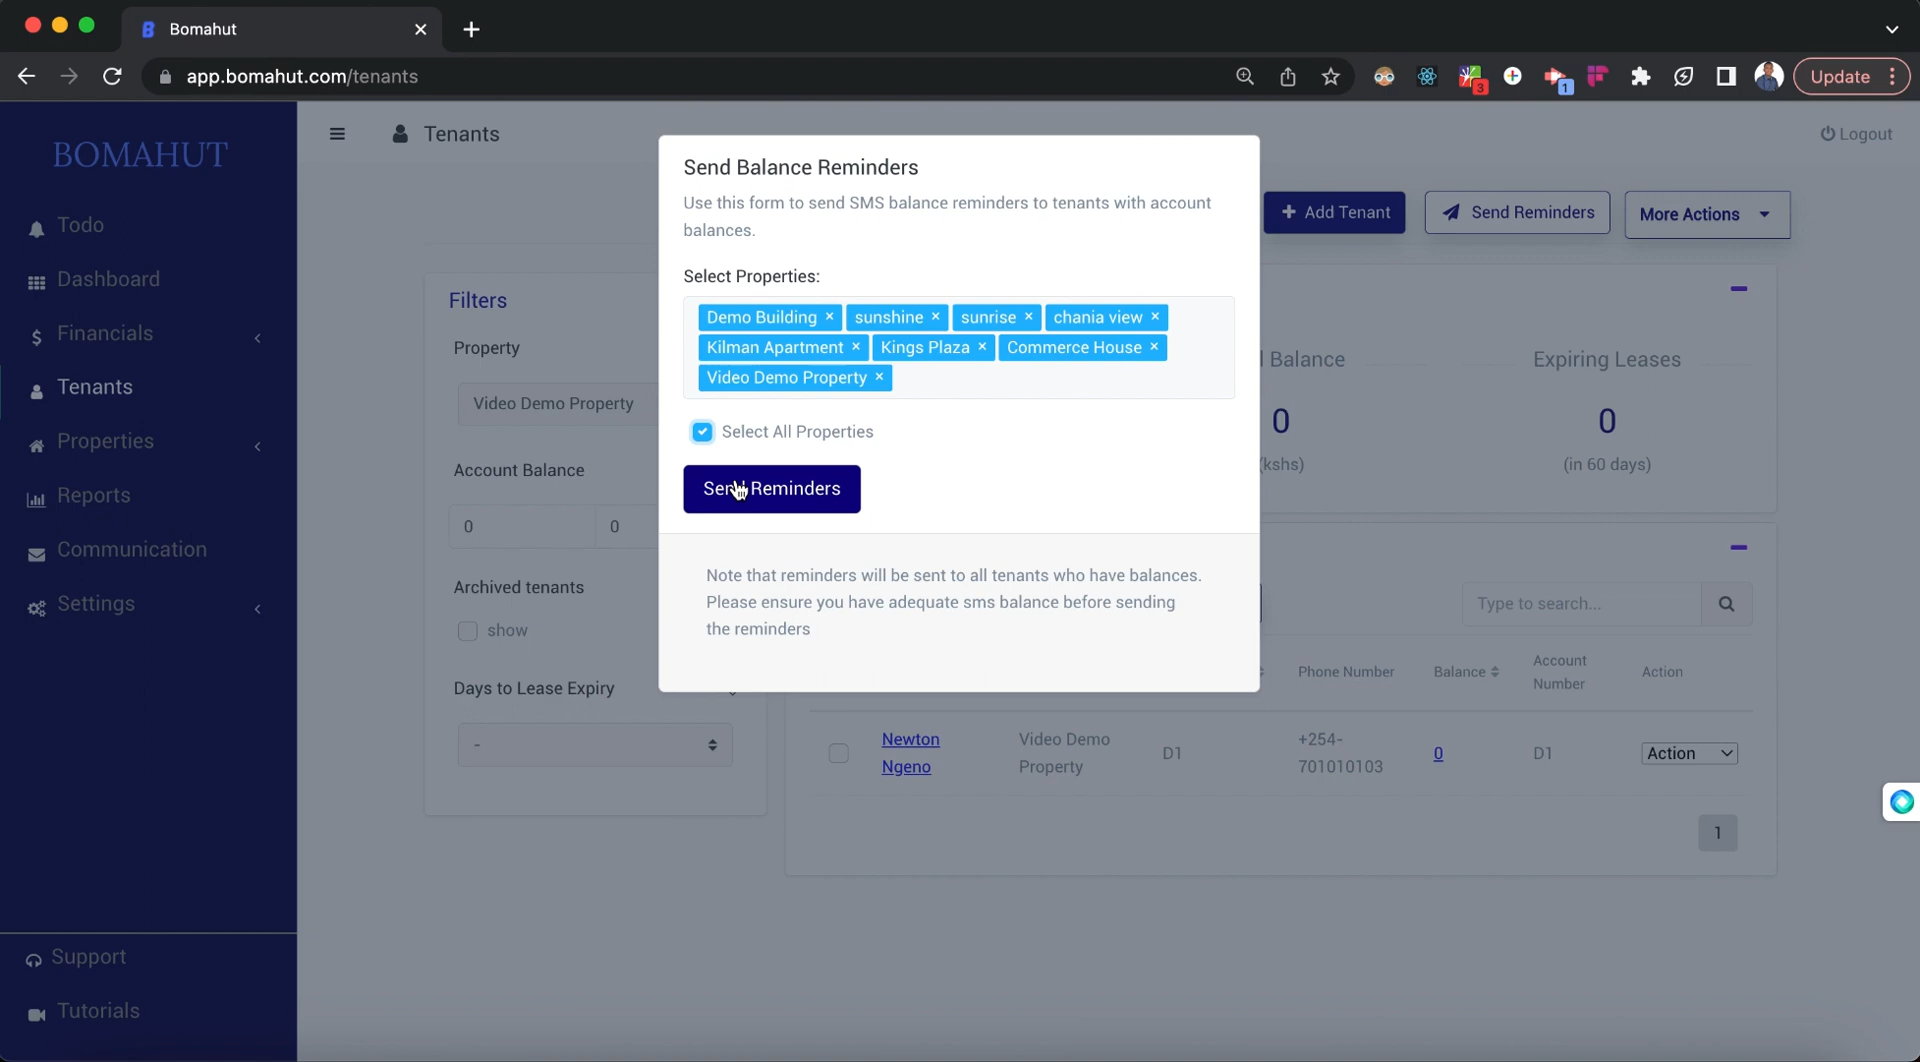 Bomahut
app.bomahut.com/tenants
3
1
Update
BOMAHUT
Todo
Dashboard
$ Financials
Tenants
Properties
Reports
Communication
Settings
Support
Tutorials
Tenants
Logout
+ Add Tenant
Send Reminders
More Actions
Filters
Property
Video Demo Property
Account Balance
0
0
Archived tenants
show
Days to Lease Expiry
-
Send Balance Reminders
Use this form to send SMS balance reminders to tenants with account
balances.
Select Properties:
Demo Building × sunshine × sunrise × chania view ×
Kilman Apartment × Kings Plaza × Commerce House ×
Video Demo Property ×
Select All Properties
Send Reminders
Note that reminders will be sent to all tenants who have balances.
Please ensure you have adequate sms balance before sending
the reminders
Balance
0
(kshs)
Expiring Leases
0
(in 60 days)
Type to search...
Phone Number
Balance
Account
Number
Action
Newton
Ngeno
Video Demo
Property
D1
+254-
701010103
0
D1
Action
1